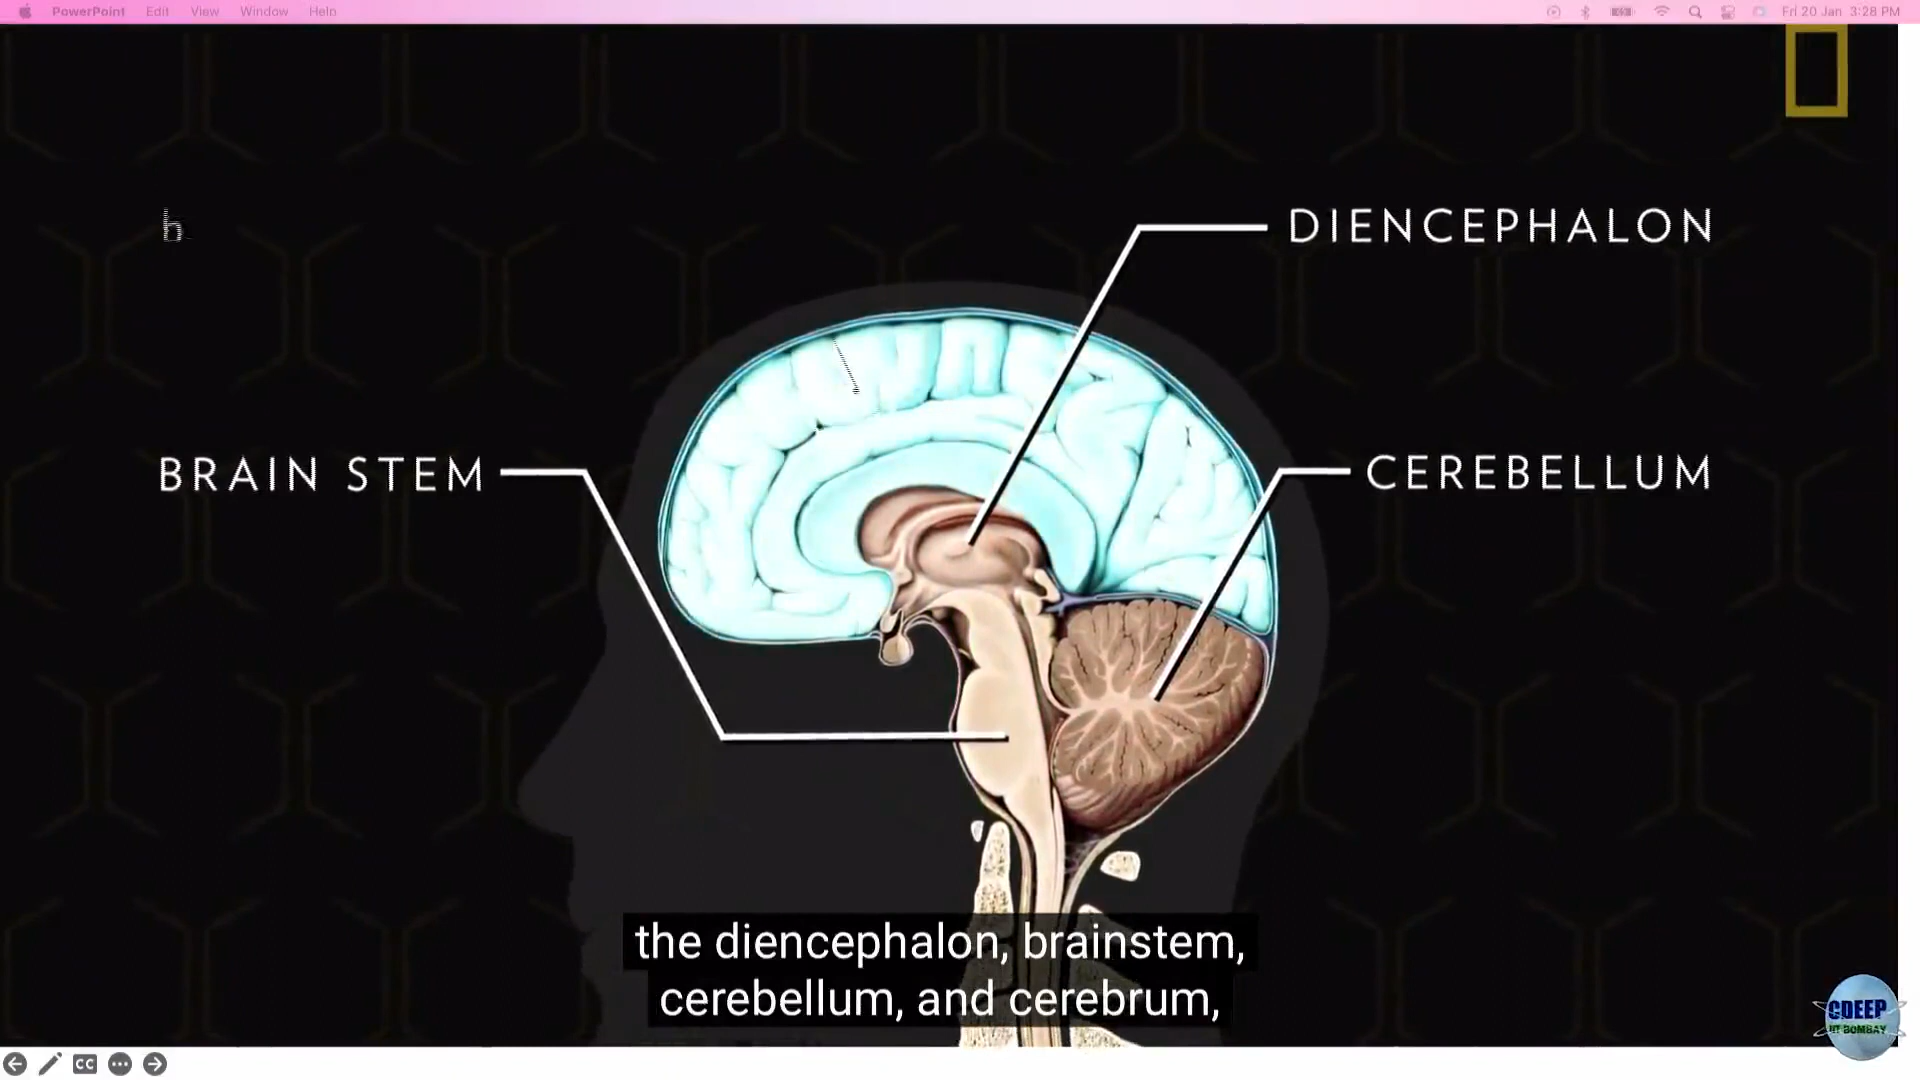 PowerPoint Edit View Window Help
Fri 20 Jan 3:28 PM
DIENCEPHALON
BRAIN STEM
CEREBELLUM
the diencephalon, brainstem,
cerebellum, and cerebrum,
CDEEP
IIT BOMBAY
CC